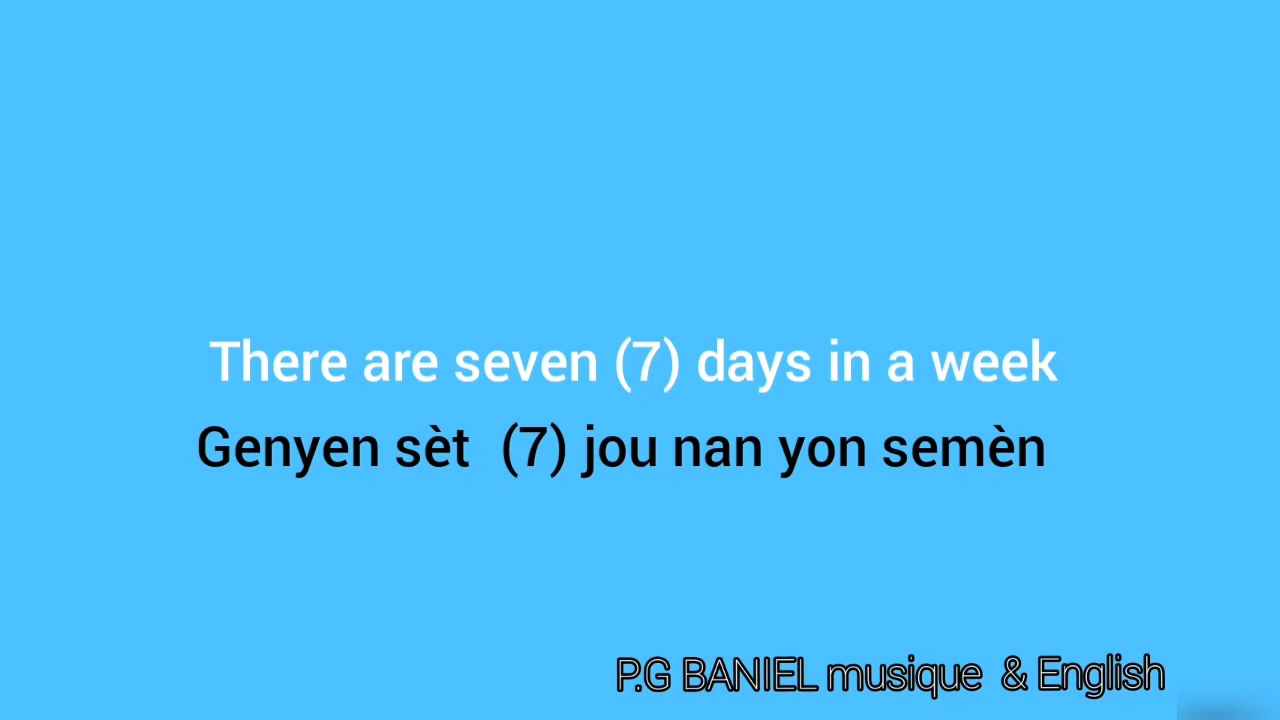 There are seven (7) days in a week
Genyen sèt (7) jou nan yon semèn
P.G BANIEL musique & English